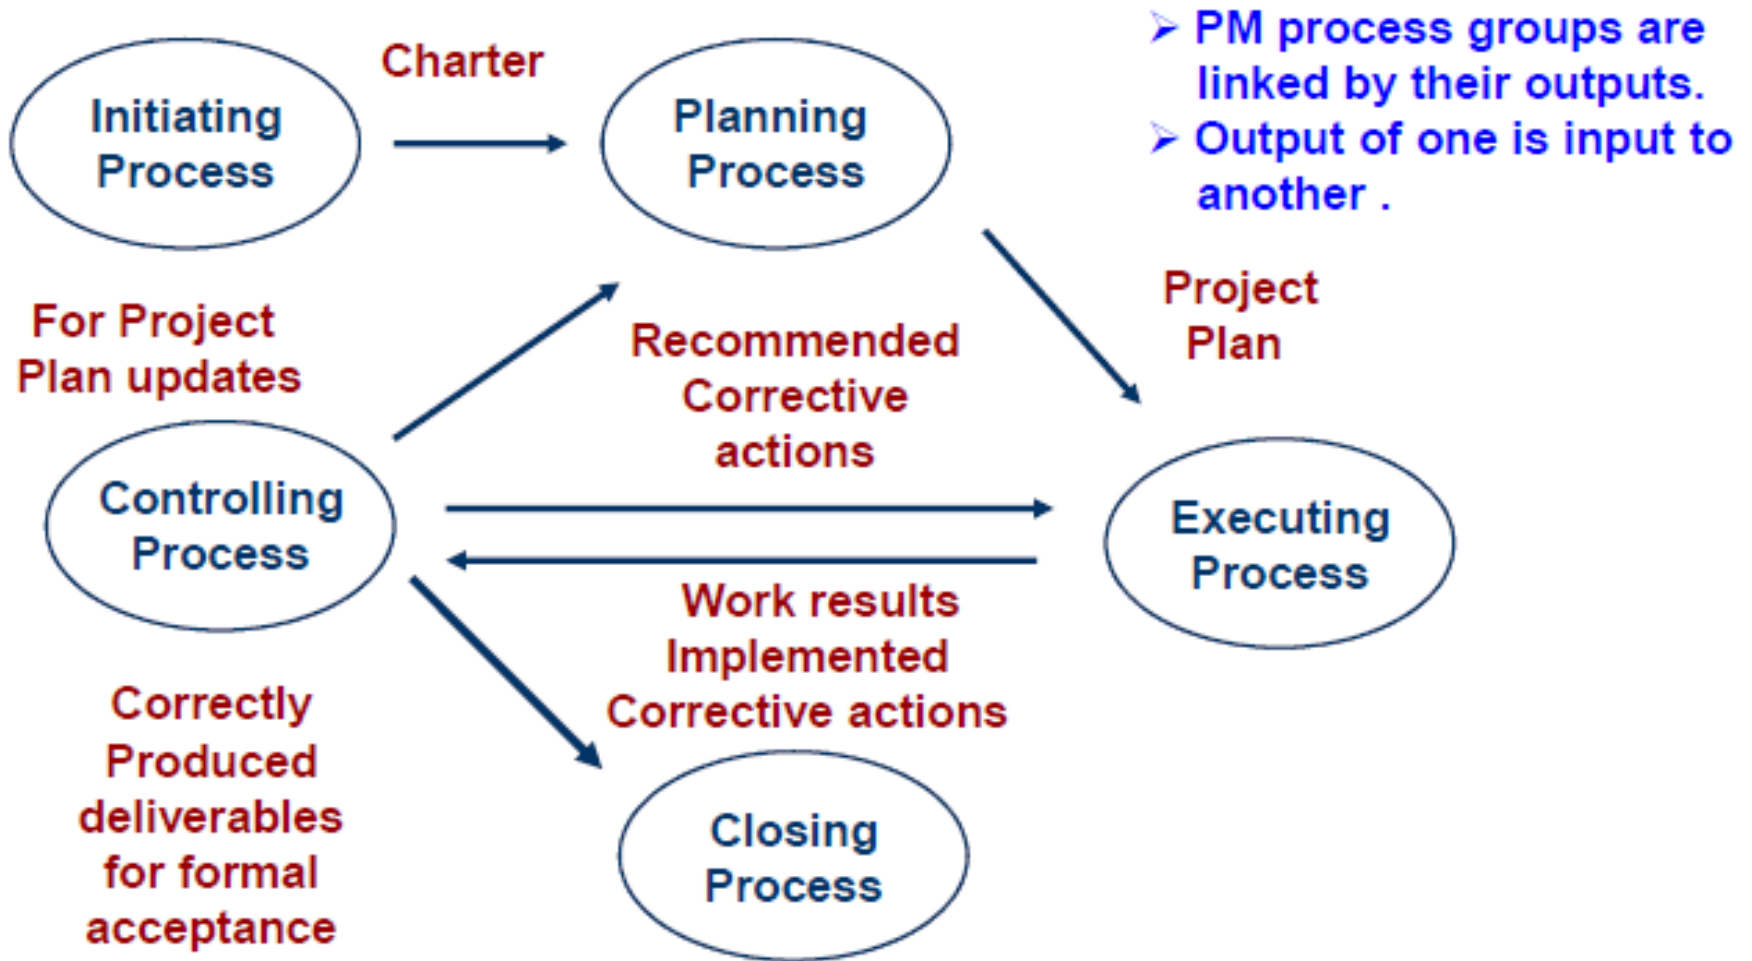 Charter
Initiating
Process
Planning
Process
➢ PM process groups are
linked by their outputs.
➢ Output of one is input to
another .
For Project
Plan updates
Recommended
Corrective
actions
Project
Plan
Controlling
Process
Executing
Process
Work results
Implemented
Corrective actions
Correctly
Produced
deliverables
for formal
acceptance
Closing
Process